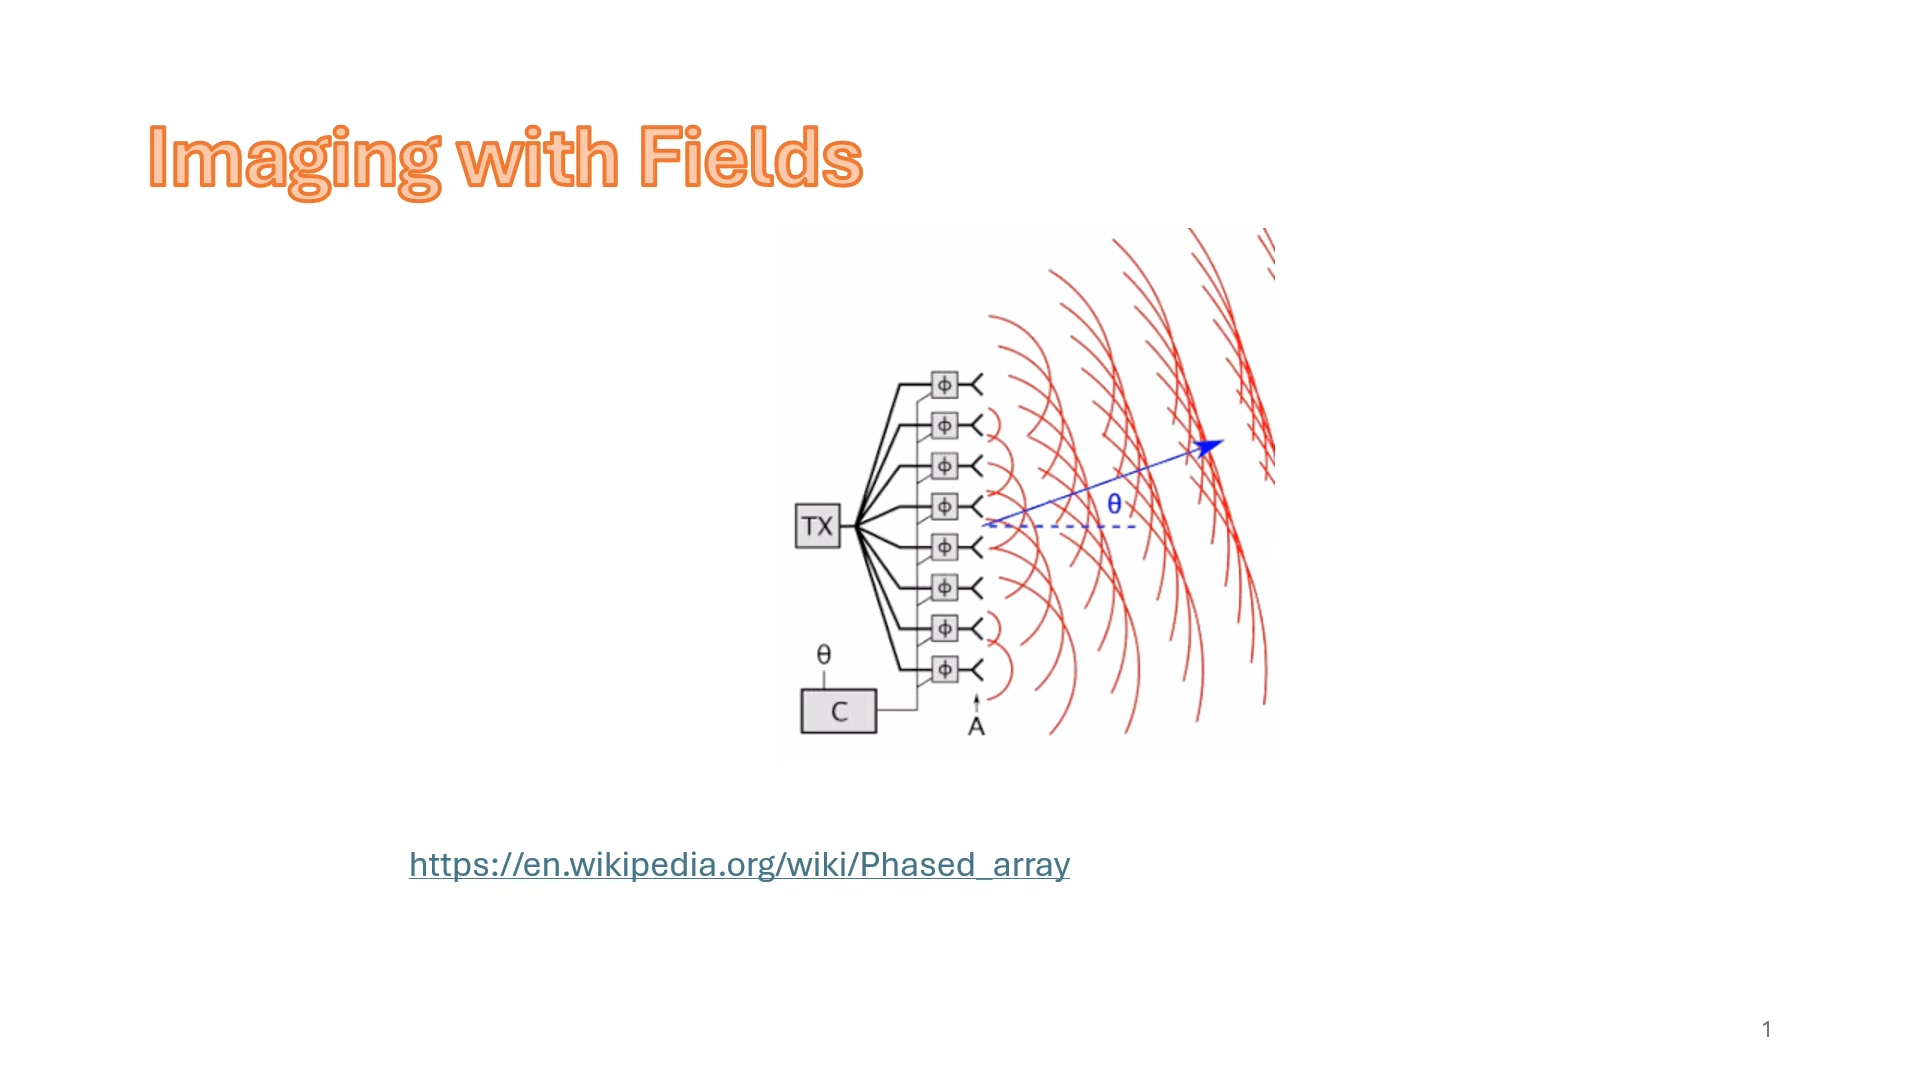 Imaging with Fields
ϕ
ϕ
ϕ
ϕ
θ
TX
ϕ
ϕ
ϕ
θ
ϕ
C
A
https://en.wikipedia.org/wiki/Phased_array
1